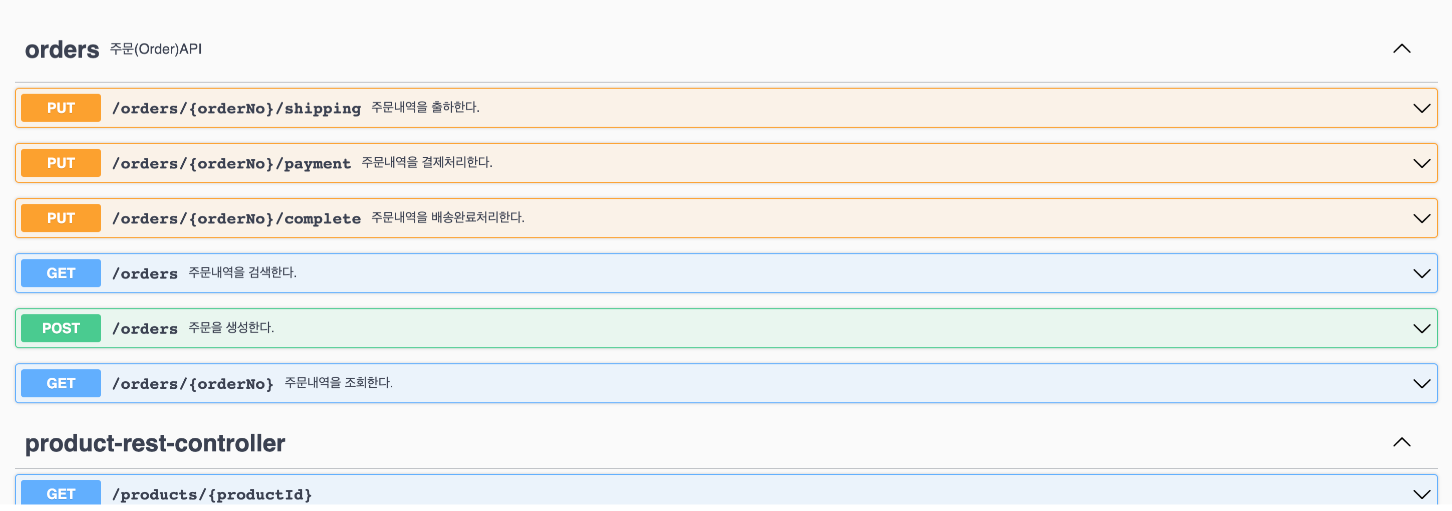 orders 주문(Order)API
PUT /orders/{orderNo}/shipping 주문내역을 출하한다.
PUT /orders/{orderNo}/payment 주문내역을 결제처리한다.
PUT /orders/{orderNo}/complete 주문내역을 배송완료처리한다.
GET /orders 주문내역을 검색한다.
POST /orders 주문을 생성한다.
GET /orders/{orderNo} 주문내역을 조회한다.
product-rest-controller
GET /products/{productId}